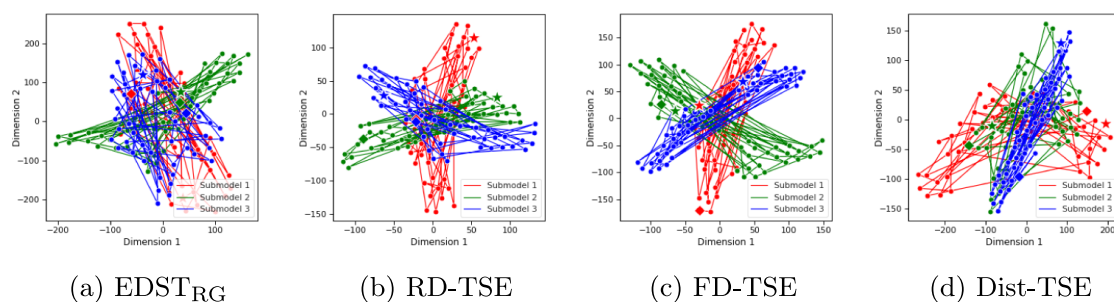 200
100
0
−100
−200
Dimension 2
−200
−100
0
100
Dimension 1
Submodel 1
Submodel 2
Submodel 3
100
50
0
−50
−100
−150
Dimension 2
−100
−50
0
50
100
Dimension 1
Submodel 1
Submodel 2
Submodel 3
150
100
50
0
−50
−100
−150
Dimension 2
−100
−50
0
50
100
150
Dimension 1
Submodel 1
Submodel 2
Submodel 3
150
100
50
0
−50
−100
−150
Dimension 2
−200
−100
0
100
200
Dimension 1
Submodel 1
Submodel 2
Submodel 3
(a) EDST_RG
(b) RD-TSE
(c) FD-TSE
(d) Dist-TSE